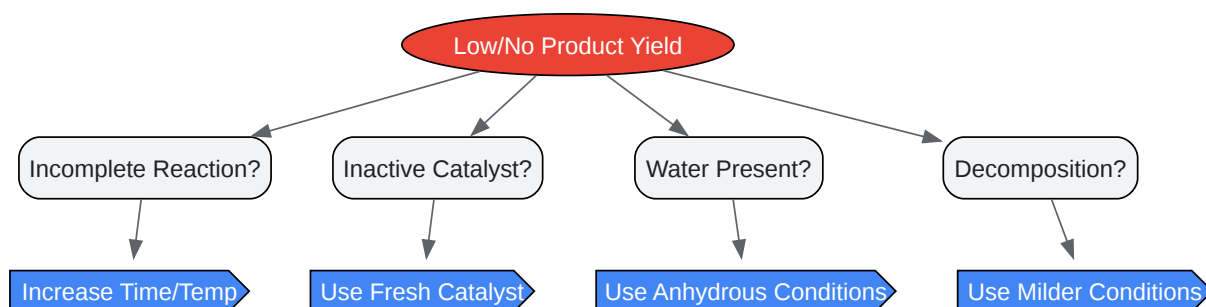 Low/No Product Yield
Incomplete Reaction?
Inactive Catalyst?
Water Present?
Decomposition?
Increase Time/Temp
Use Fresh Catalyst
Use Anhydrous Conditions
Use Milder Conditions